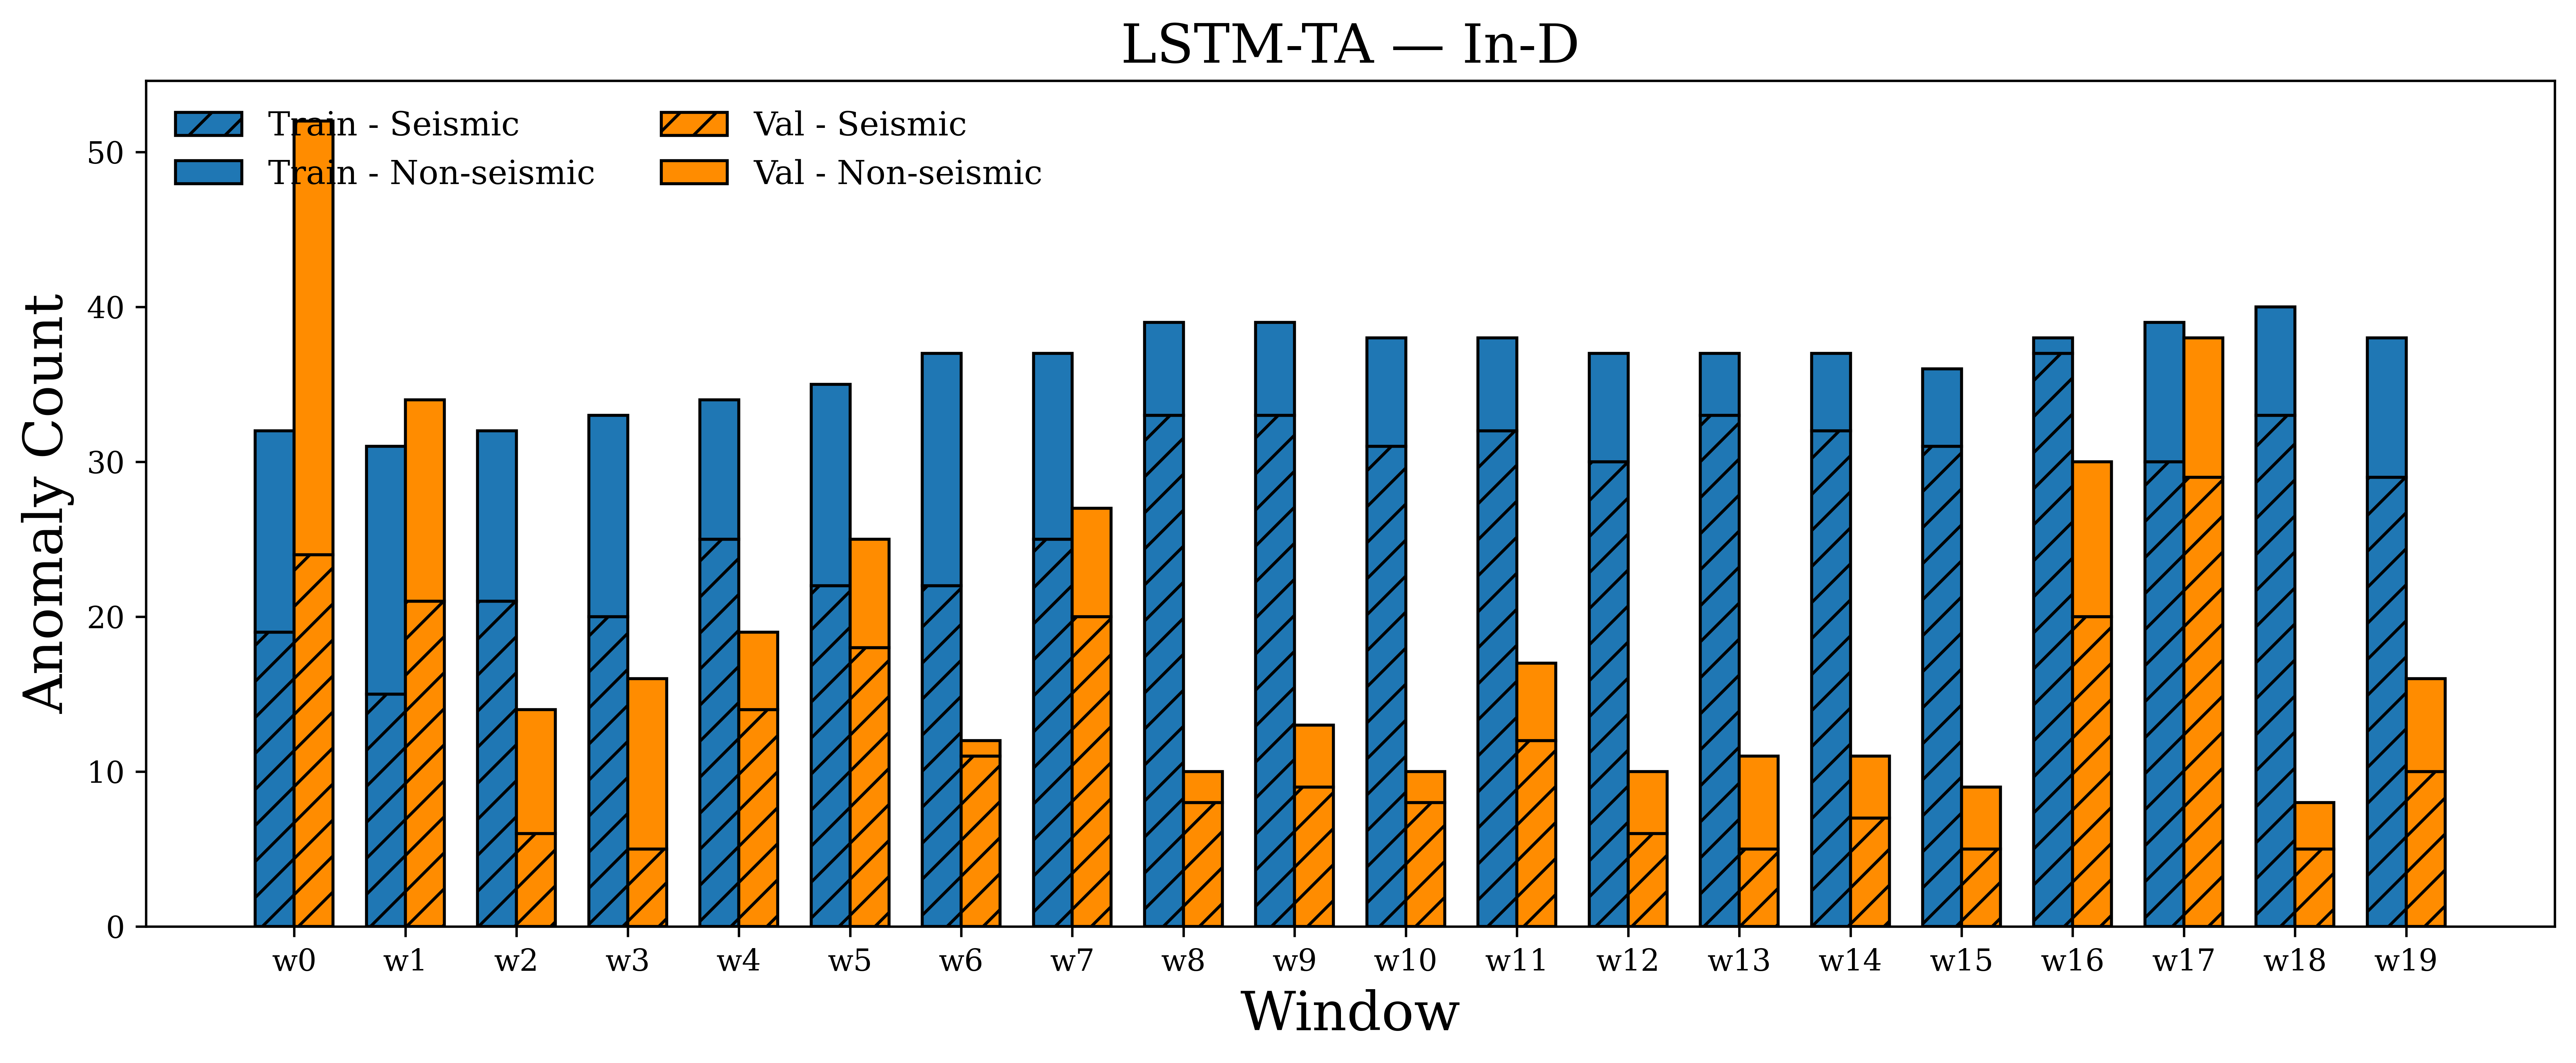 LSTM-TA — In-D
Train - Seismic
Train - Non-seismic
Val - Seismic
Val - Non-seismic
Anomaly Count
50
40
30
20
10
0
w0 w1 w2 w3 w4 w5 w6 w7 w8 w9 w10 w11 w12 w13 w14 w15 w16 w17 w18 w19
Window